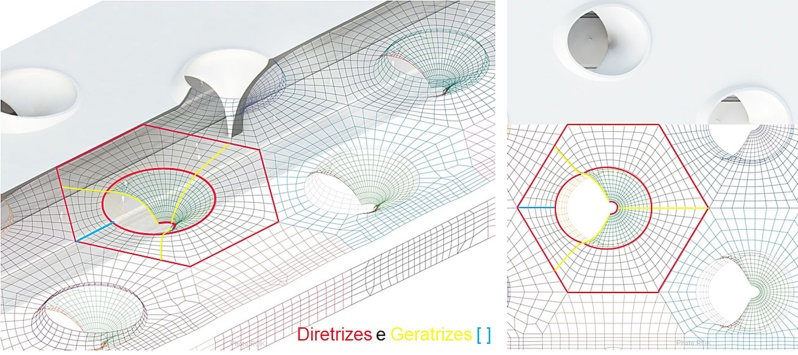 Diretrizes e Geratrizes [ ]